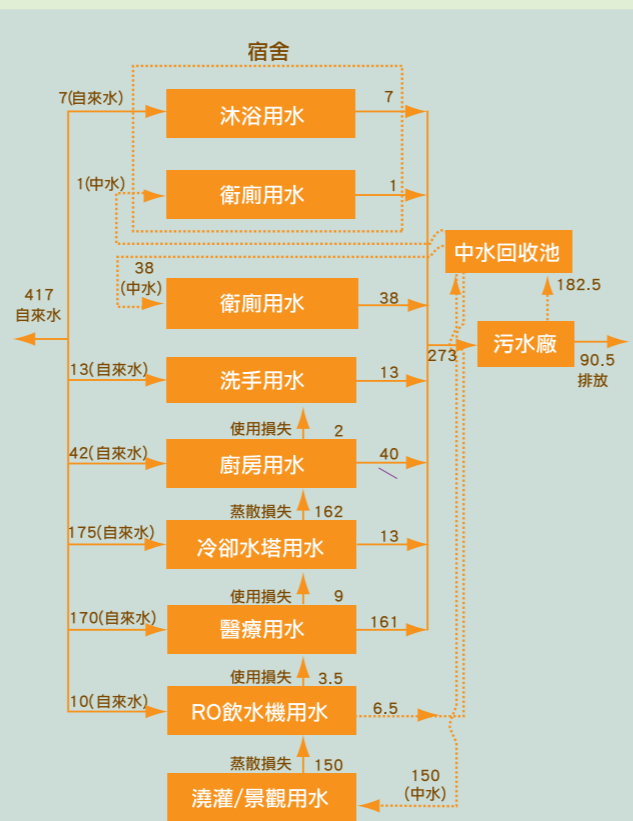 宿舍
7(自來水)
沐浴用水
7
1(中水)
衛廁用水
1
中水回收池
38
(中水)
衛廁用水
38
182.5
417
自來水
273
污水廠
90.5
排放
13(自來水)
洗手用水
13
使用損失 2
42(自來水)
廚房用水
40
蒸散損失 162
175(自來水)
冷卻水塔用水
13
使用損失 9
170(自來水)
醫療用水
161
使用損失 3.5
10(自來水)
RO飲水機用水
6.5
蒸散損失 150
澆灌/景觀用水
150
(中水)